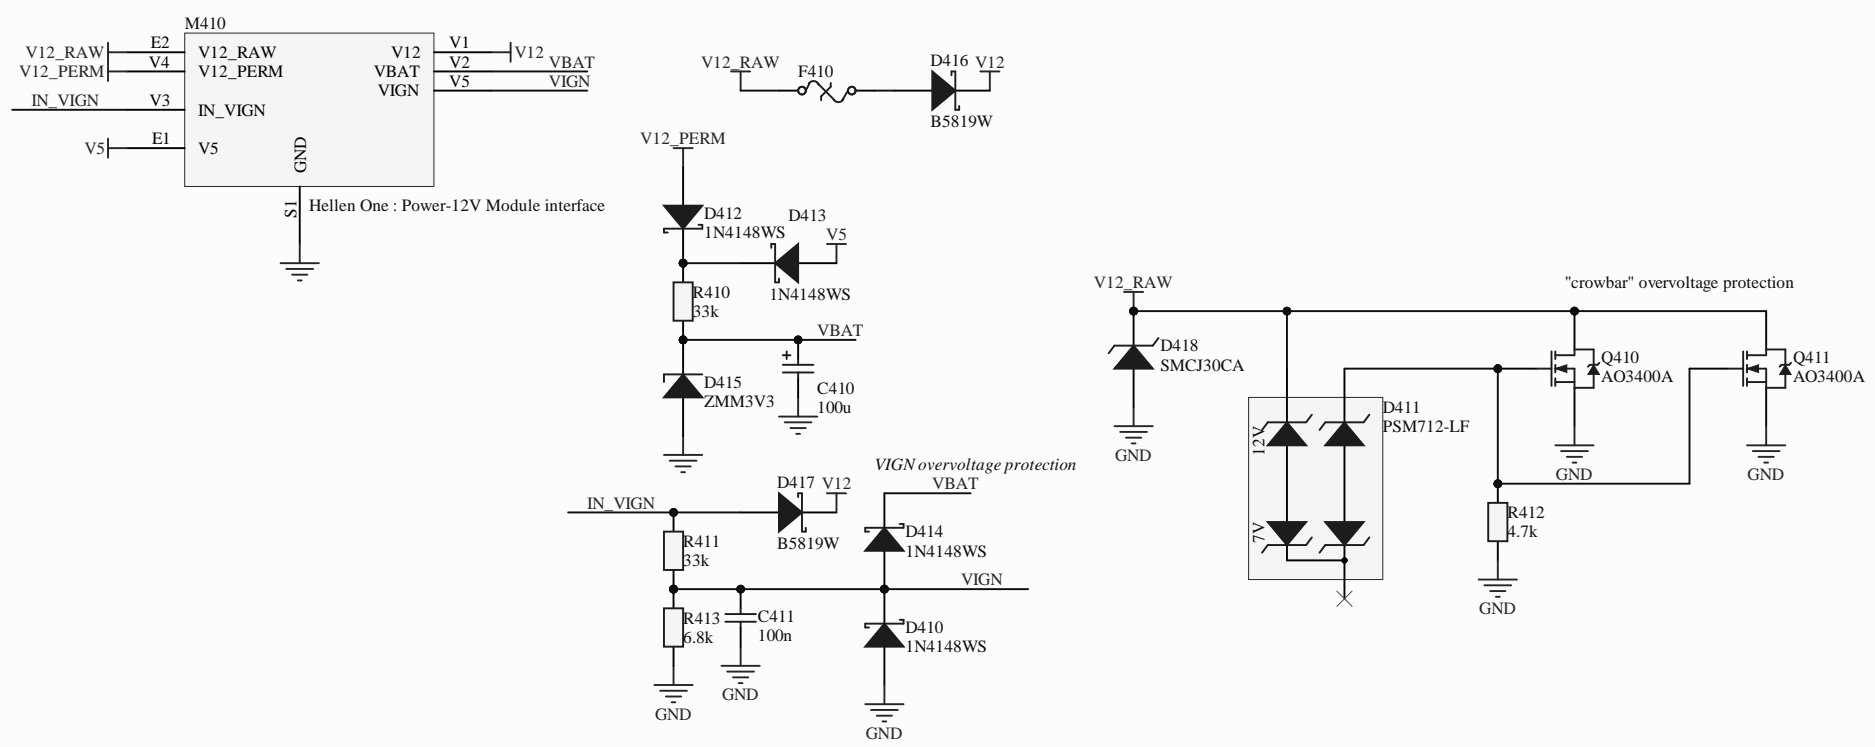 M410
V12_RAW
E2
V12_RAW
V12
V1
V12
V12_PERM
V4
V12_PERM
VBAT
V2
VBAT
VIGN
V5
VIGN
IN_VIGN
V3
IN_VIGN
V5
E1
V5
GND
S1
Hellen One : Power-12V Module interface
V12_RAW
F410
D416
V12
B5819W
V12_PERM
D412
1N4148WS
D413
V5
1N4148WS
R410
33k
VBAT
D415
ZMM3V3
+
C410
100u
VIGN overvoltage protection
VBAT
IN_VIGN
D417
V12
B5819W
R411
33k
D414
1N4148WS
VIGN
R413
6.8k
C411
100n
D410
1N4148WS
GND
GND
GND
V12_RAW
"crowbar" overvoltage protection
D418
SMCJ30CA
GND
Q410
AO3400A
Q411
AO3400A
D411
PSM712-LF
12V
7V
GND
GND
R412
4.7k
GND